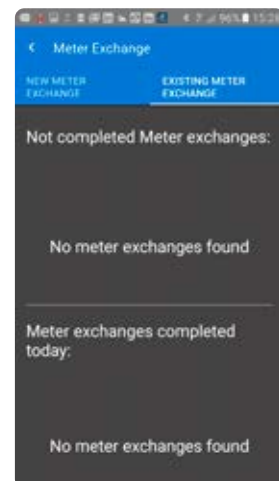 96%
Meter Exchange
NEW METER
EXCHANGE
EXISTING METER
EXCHANGE
Not completed Meter exchanges:
No meter exchanges found
Meter exchanges completed
today:
No meter exchanges found